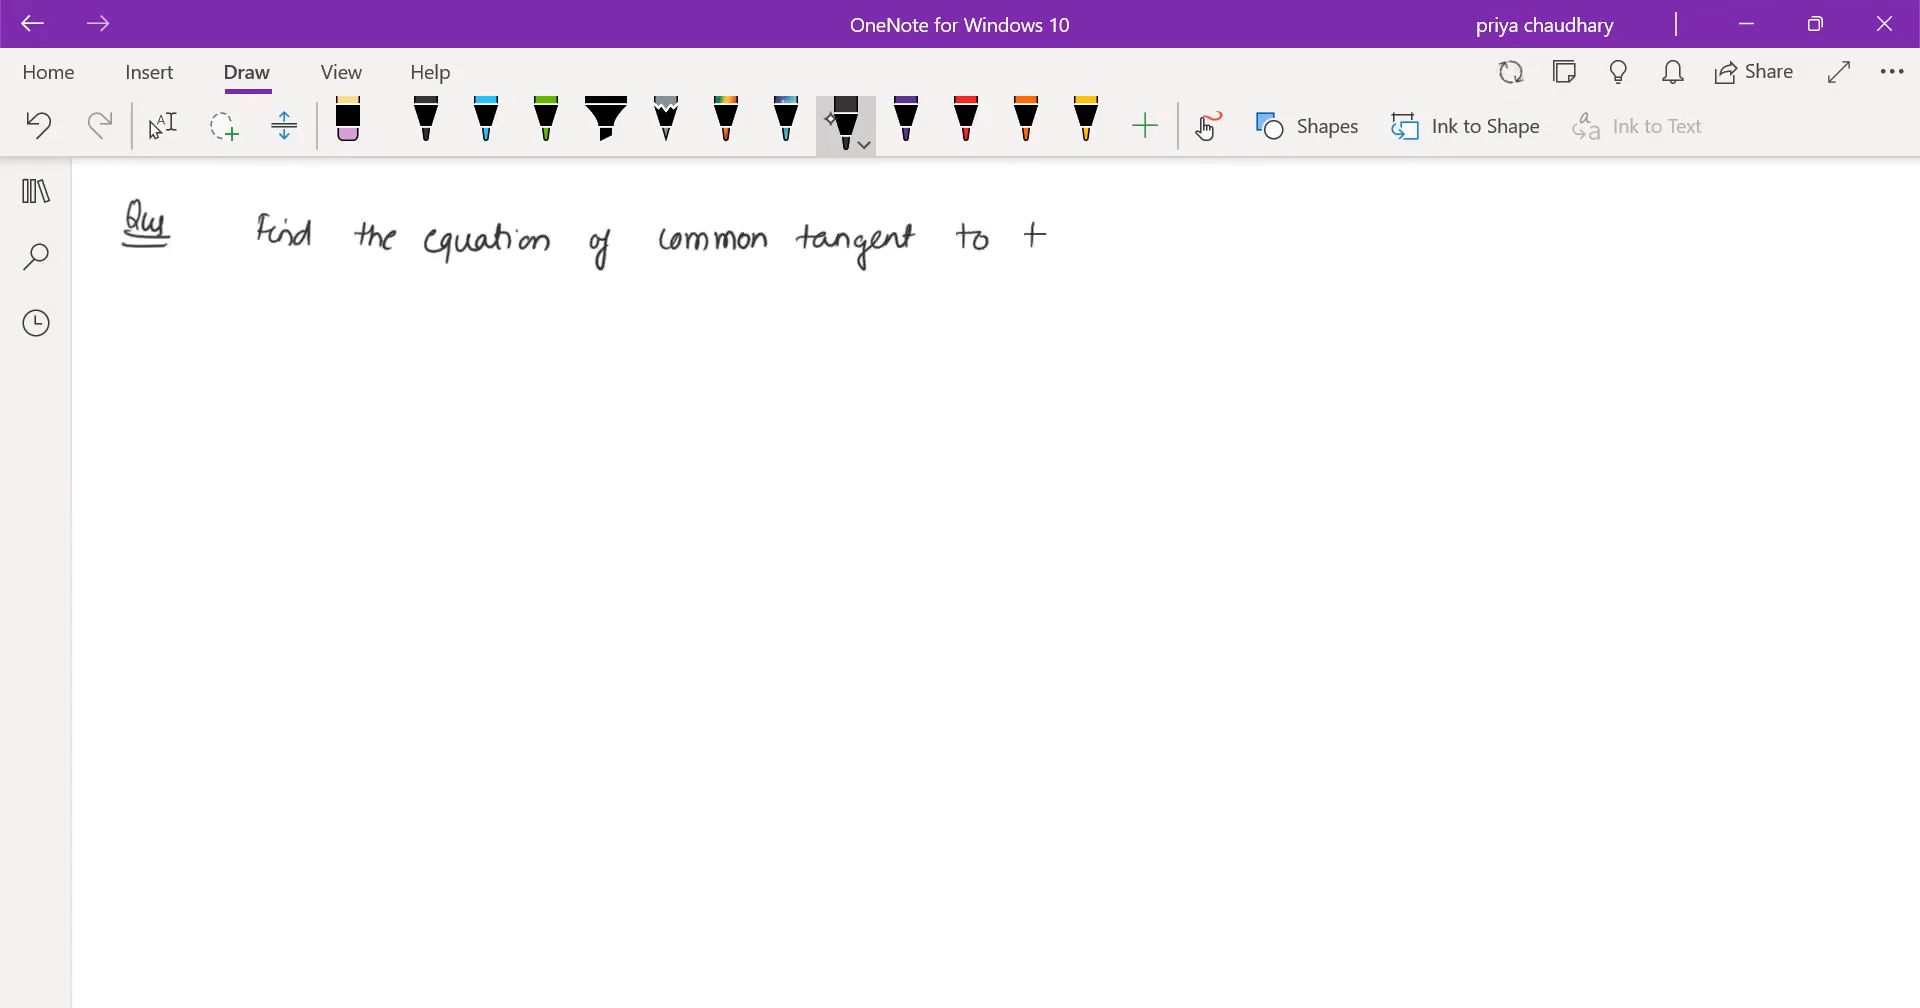 OneNote for Windows 10 priya chaudhary
Home Insert Draw View Help Share
Shapes Ink to Shape Ink to Text
Que Find the equation of common tangent to t